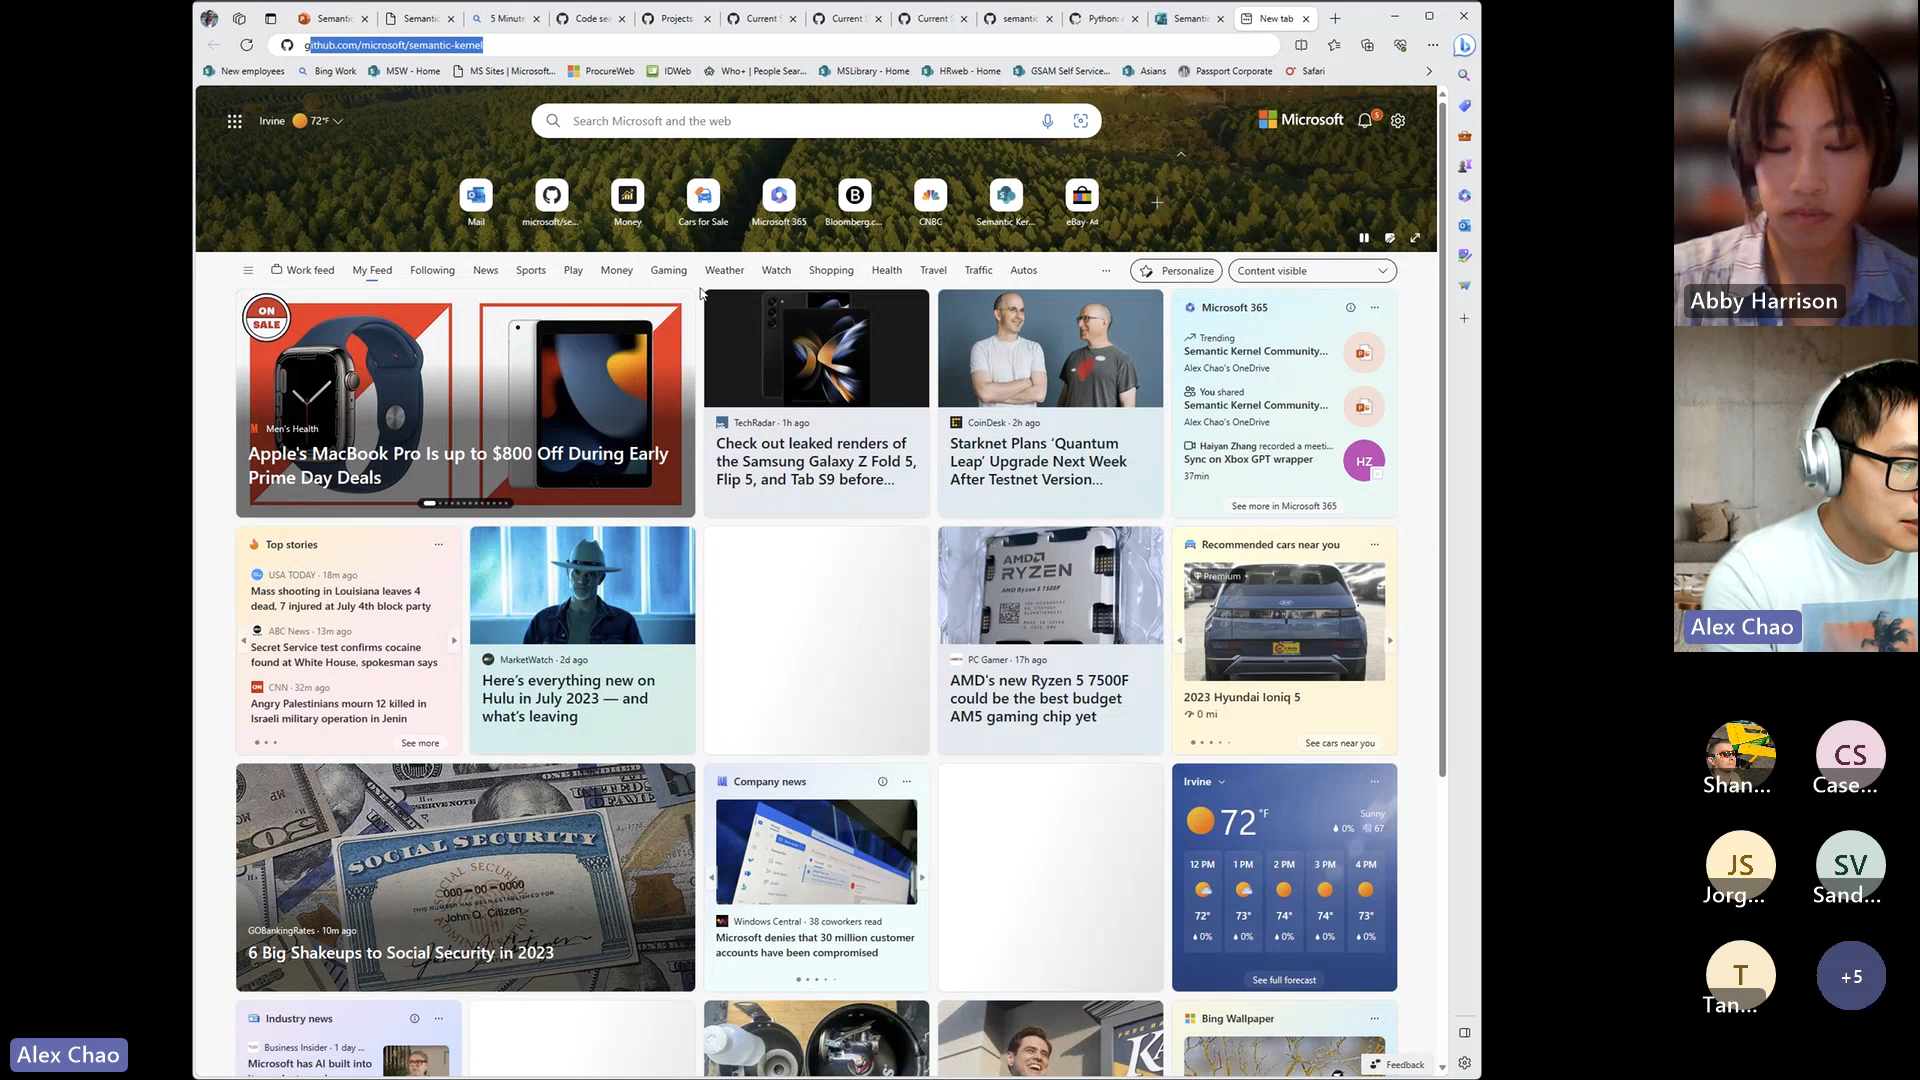 Semantic
Semantic
5 Minute
Code sea
Projects
Current S
Current S
Current S
semantic
Python: A
Semantic
New tab
github.com/microsoft/semantic-kernel
New employees
Bing Work
MSW - Home
MS Sites | Microsoft...
ProcureWeb
IDWeb
Who+ | People Sear...
MSLibrary - Home
HRweb - Home
GSAM Self Service...
Asians
Passport Corporate
Safari
Irvine
72°F
Search Microsoft and the web
Microsoft
5
Mail
microsoft/se...
Money
Cars for Sale
Microsoft 365
Bloomberg.c...
CNBC
Semantic Ker...
eBay · Ad
Work feed
My Feed
Following
News
Sports
Play
Money
Gaming
Weather
Watch
Shopping
Health
Travel
Traffic
Autos
Personalize
Content visible
ON
SALE
Men's Health
Apple's MacBook Pro Is up to $800 Off During Early
Prime Day Deals
TechRadar · 1h ago
Check out leaked renders of
the Samsung Galaxy Z Fold 5,
Flip 5, and Tab S9 before...
CoinDesk · 2h ago
Starknet Plans ‘Quantum
Leap’ Upgrade Next Week
After Testnet Version...
Microsoft 365
Trending
Semantic Kernel Community...
Alex Chao's OneDrive
You shared
Semantic Kernel Community...
Alex Chao's OneDrive
Haiyan Zhang recorded a meeti...
Sync on Xbox GPT wrapper
37min
HZ
See more in Microsoft 365
Top stories
USA TODAY · 18m ago
Mass shooting in Louisiana leaves 4
dead, 7 injured at July 4th block party
ABC News · 13m ago
Secret Service test confirms cocaine
found at White House, spokesman says
CNN · 32m ago
Angry Palestinians mourn 12 killed in
Israeli military operation in Jenin
See more
MarketWatch · 2d ago
Here's everything new on
Hulu in July 2023 — and
what's leaving
AMD
RYZEN
AMD Ryzen 5 7500F
PC Gamer · 17h ago
AMD's new Ryzen 5 7500F
could be the best budget
AM5 gaming chip yet
Recommended cars near you
Premium
2023 Hyundai Ioniq 5
0 mi
See cars near you
SOCIAL SECURITY
000-00-0000
THIS NUMBER HAS BEEN ESTABLISHED FOR
John Q. Citizen
GOBankingRates · 10m ago
6 Big Shakeups to Social Security in 2023
Company news
Windows Central · 38 coworkers read
Microsoft denies that 30 million customer
accounts have been compromised
Irvine
72°F
Sunny
0%
67
12 PM
1 PM
2 PM
3 PM
4 PM
72°
73°
74°
74°
73°
0%
0%
0%
0%
0%
See full forecast
Industry news
Business Insider · 1 day ...
Microsoft has AI built into
Bing Wallpaper
Feedback
Abby Harrison
Alex Chao
Shan...
CS
Case...
JS
Jorg...
SV
Sand...
T
Tan...
+5
Alex Chao